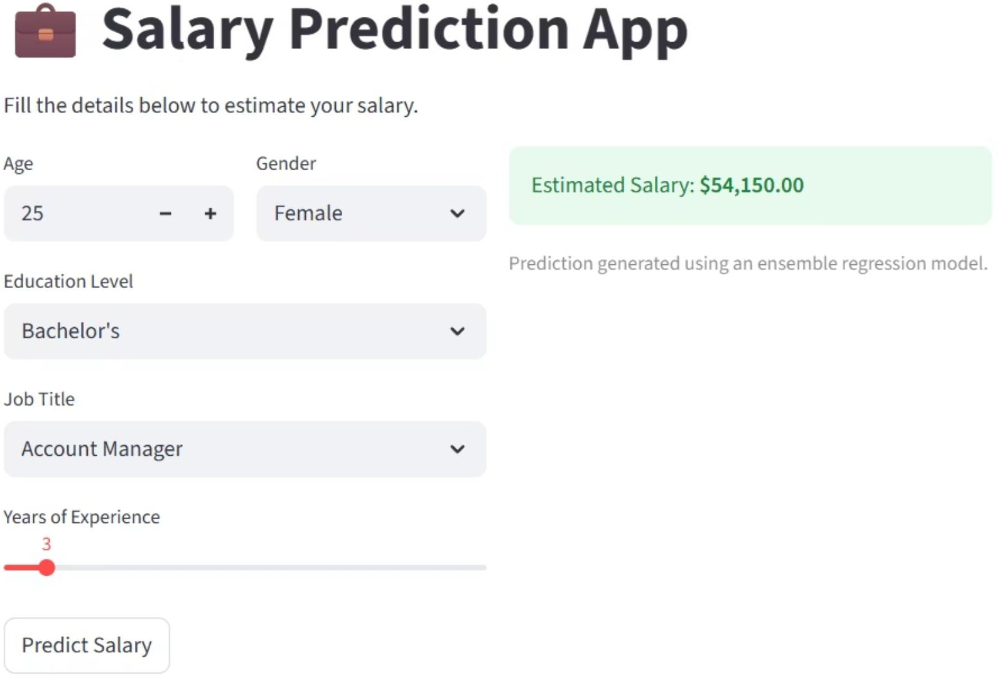 Salary Prediction App
Fill the details below to estimate your salary.
Age
25
Gender
Female
Education Level
Bachelor's
Job Title
Account Manager
Years of Experience
3
Predict Salary
Estimated Salary: $54,150.00
Prediction generated using an ensemble regression model.